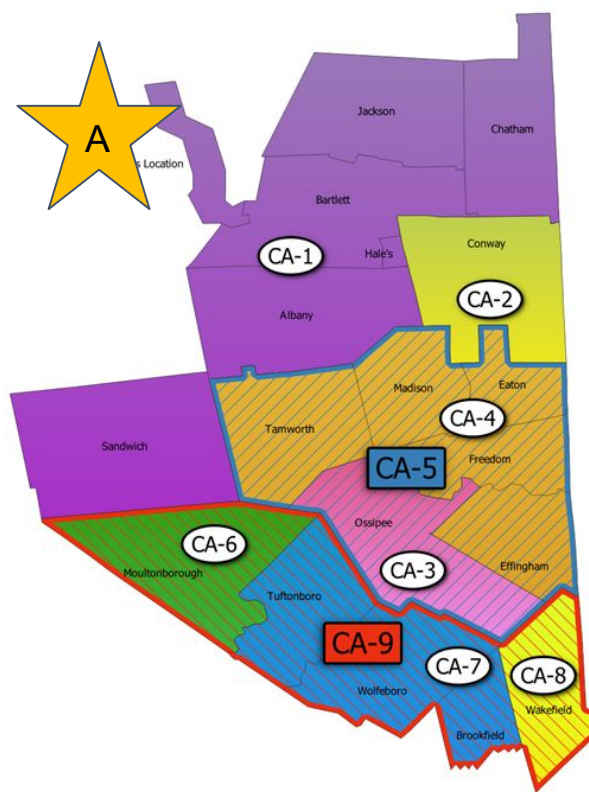 Jackson
Chatham
A
s Location
Bartlett
Conway
Hale's
CA-1
CA-2
Albany
Madison
Eaton
CA-4
Tamworth
Sandwich
Freedom
CA-5
Ossipee
CA-6
Effingham
CA-3
Moultonborough
Tuftonboro
CA-9
CA-7
CA-8
Wolfeboro
Wakefield
Brookfield